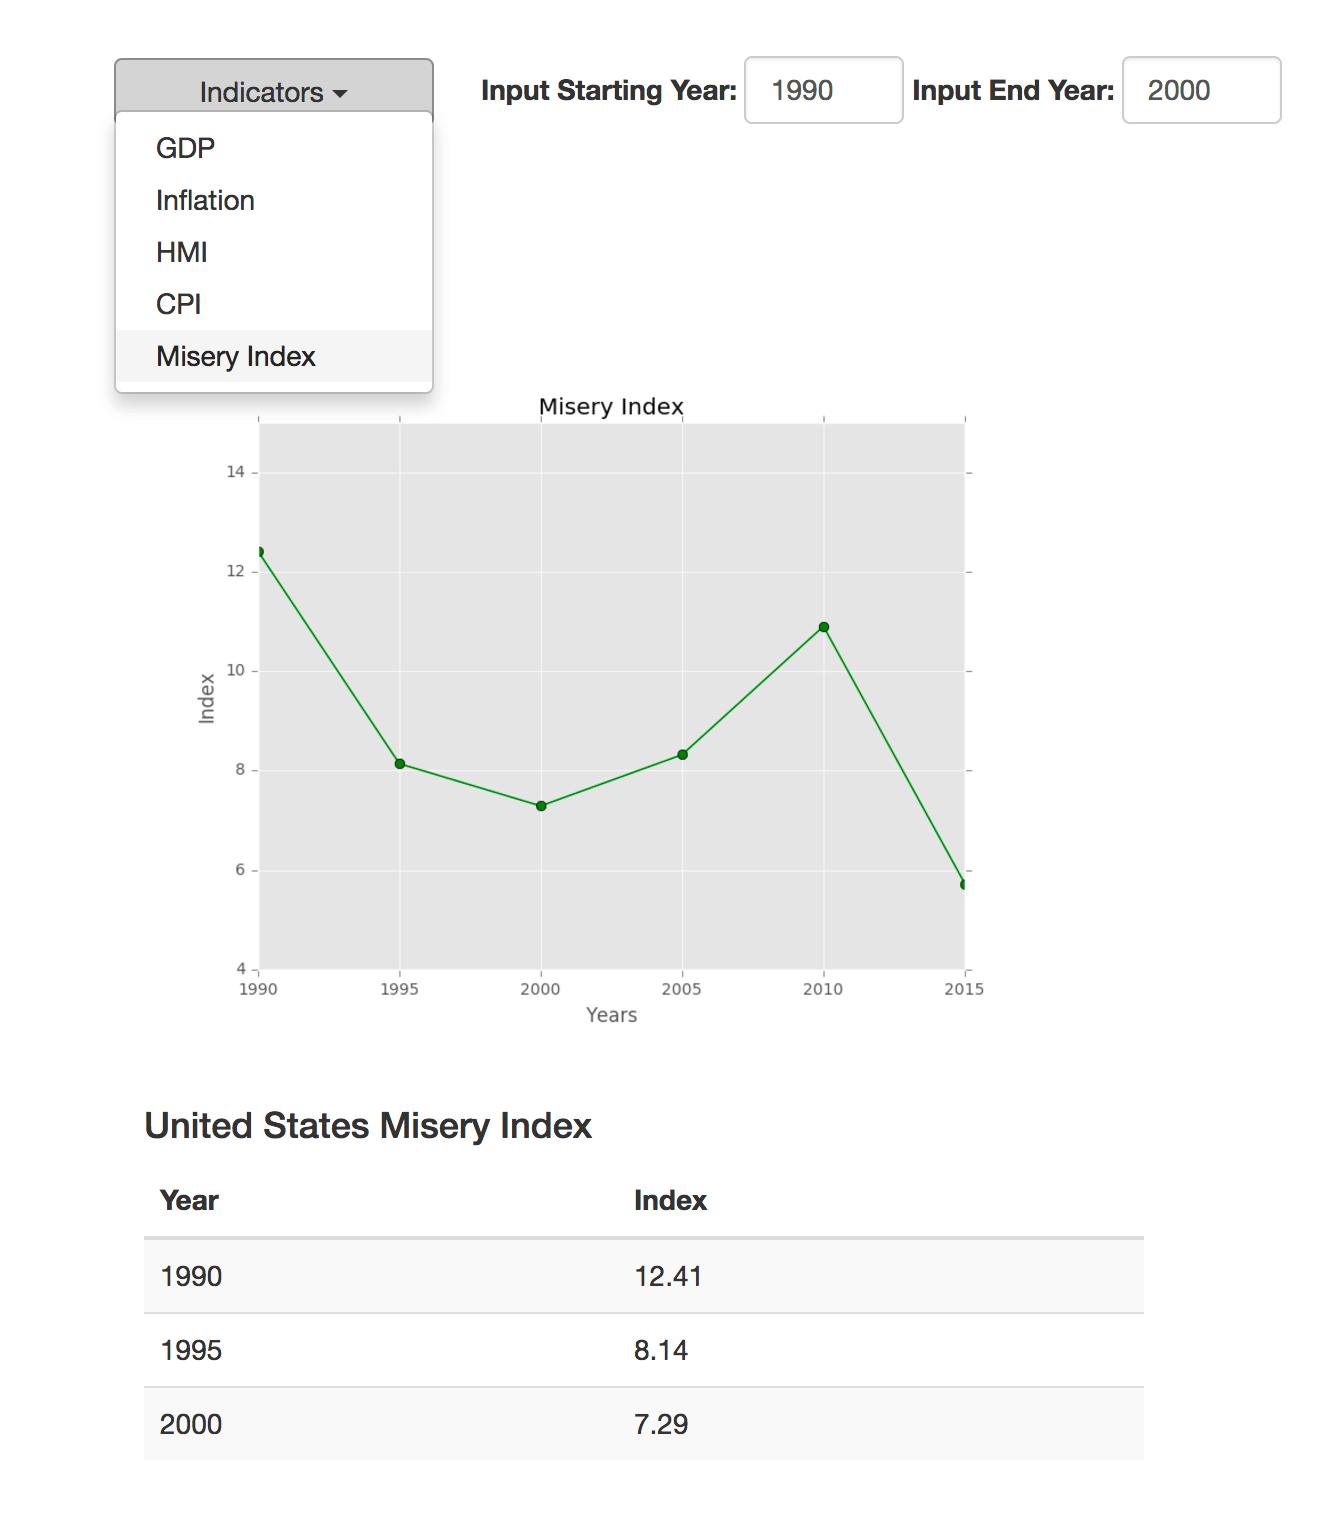 Indicators
Input Starting Year: 1990 Input End Year: 2000
GDP
Inflation
HMI
CPI
Misery Index
Misery Index
14
12
10
8
6
4
Index
1990 1995 2000 2005 2010 2015
Years
United States Misery Index
Year Index
1990 12.41
1995 8.14
2000 7.29